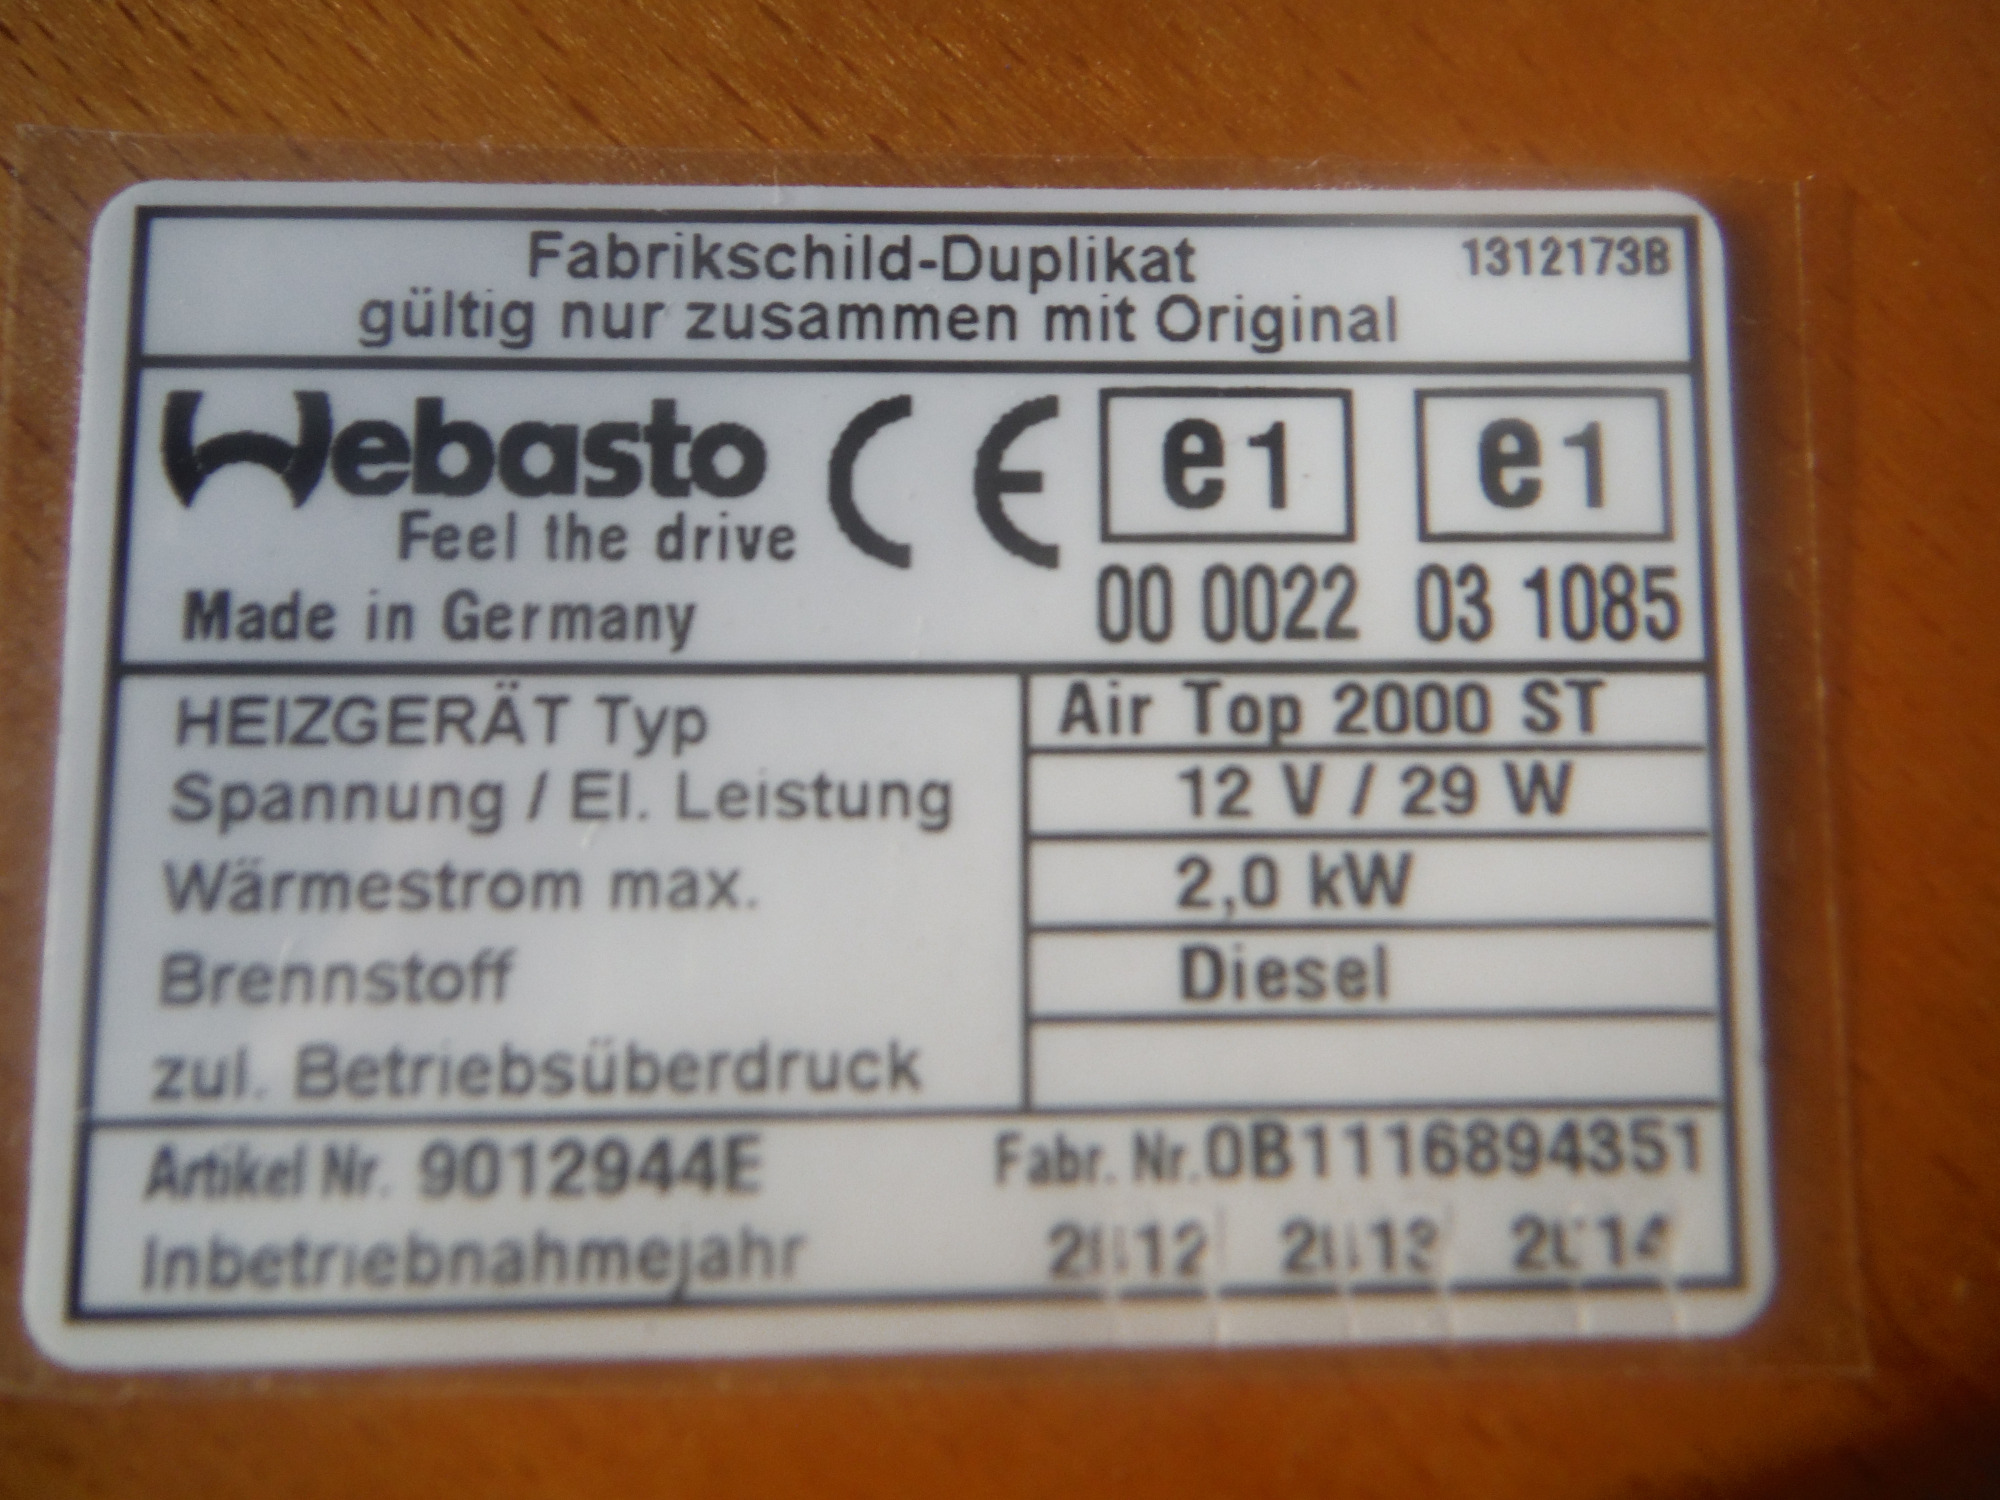 Fabrikschild-Duplikat 1312173B
gültig nur zusammen mit Original
Webasto
Feel the drive
Made in Germany
CE
e1 e1
00 0022 03 1085
HEIZGERÄT Typ Air Top 2000 ST
Spannung / El. Leistung 12 V / 29 W
Wärmestrom max. 2,0 kW
Brennstoff Diesel
zul. Betriebsüberdruck
Artikel Nr. 9012944E Fabr. Nr. 0B1116894351
Inbetriebnahmejahr 2012 2013 2014